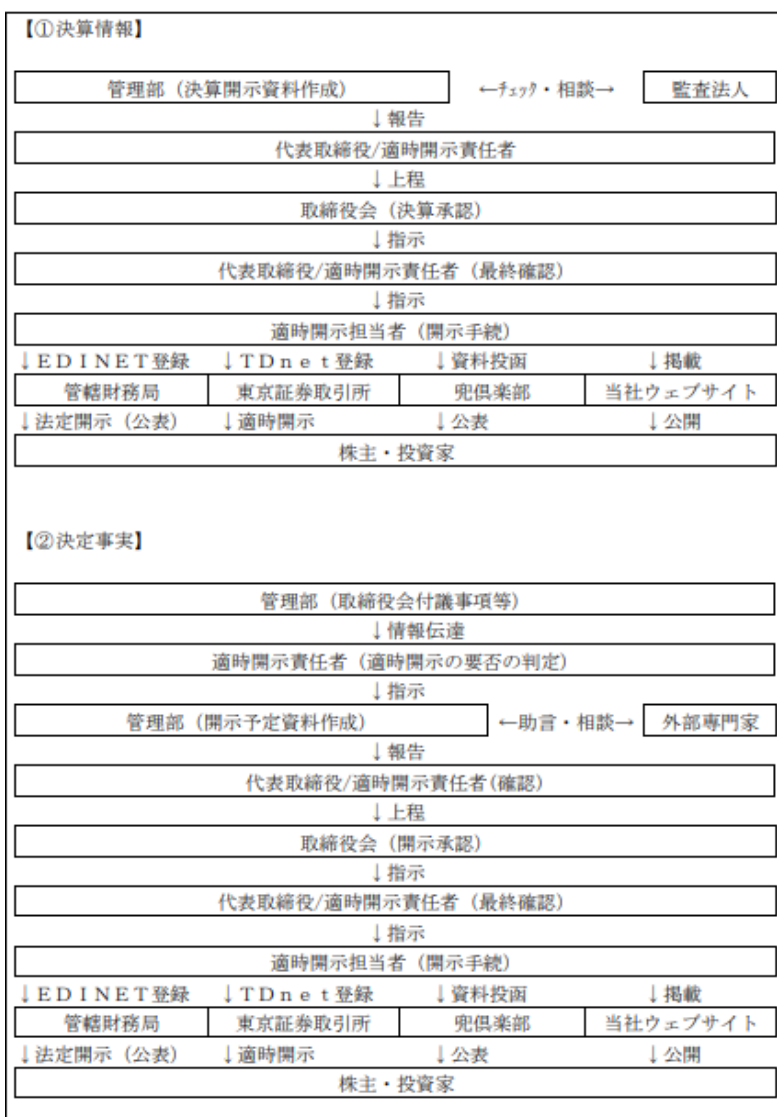 【①決算情報】
管理部（決算開示資料作成） ←ﾁｪｯｸ・相談→ 監査法人
↓報告
代表取締役/適時開示責任者
↓上程
取締役会（決算承認）
↓指示
代表取締役/適時開示責任者（最終確認）
↓指示
適時開示担当者（開示手続）
↓ＥＤＩＮＥＴ登録 ↓ＴＤｎｅｔ登録 ↓資料投函 ↓掲載
管轄財務局 東京証券取引所 兜倶楽部 当社ウェブサイト
↓法定開示（公表） ↓適時開示 ↓公表 ↓公開
株主・投資家
【②決定事実】
管理部（取締役会付議事項等）
↓情報伝達
適時開示責任者（適時開示の要否の判定）
↓指示
管理部（開示予定資料作成） ←助言・相談→ 外部専門家
↓報告
代表取締役/適時開示責任者(確認)
↓上程
取締役会（開示承認）
↓指示
代表取締役/適時開示責任者（最終確認）
↓指示
適時開示担当者（開示手続）
↓ＥＤＩＮＥＴ登録 ↓ＴＤｎｅｔ登録 ↓資料投函 ↓掲載
管轄財務局 東京証券取引所 兜倶楽部 当社ウェブサイト
↓法定開示（公表） ↓適時開示 ↓公表 ↓公開
株主・投資家